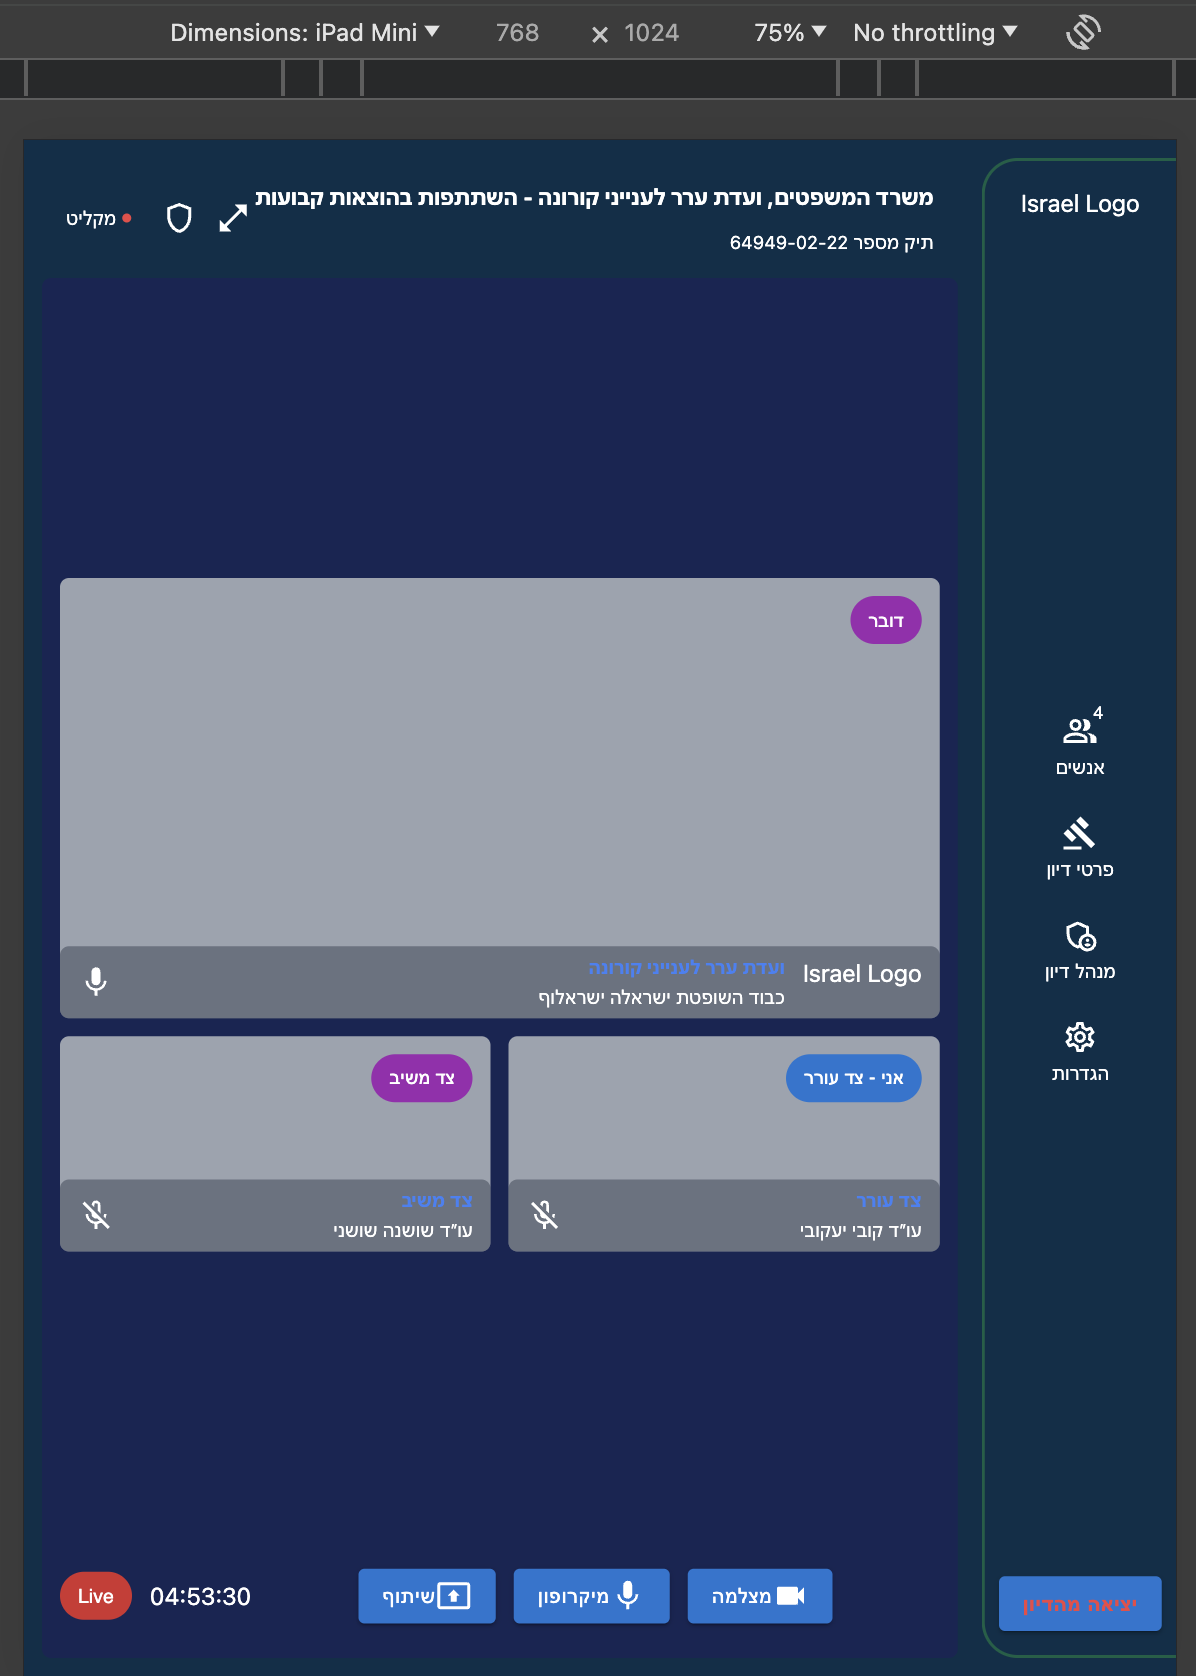 Dimensions: iPad Mini ▼ 768 × 1024 75% ▼ No throttling ▼
Israel Logo
משרד המשפטים, ועדת ערר לענייני קורונה - השתתפות בהוצאות קבועות
תיק מספר 64949-02-22
מקליט
4
אנשים
פרטי דיון
מנהל דיון
הגדרות
יציאה מהדיון
דובר
Israel Logo
ועדת ערר לענייני קורונה
כבוד השופטת ישראלה ישראלוף
אני - צד עורר
צד עורר
עו״ד קובי יעקובי
צד משיב
צד משיב
עו״ד שושנה שושני
מצלמה
מיקרופון
שיתוף
04:53:30
Live